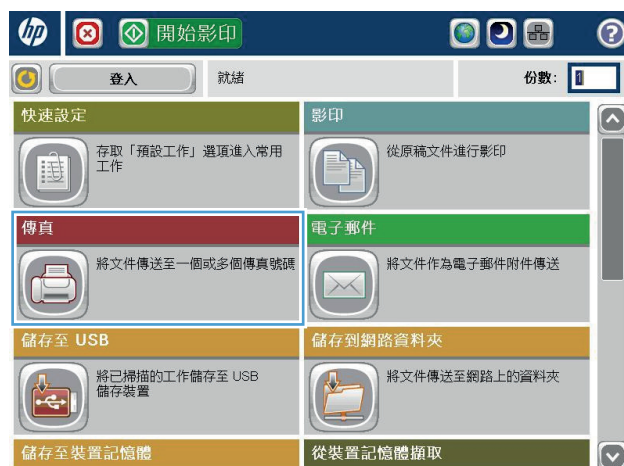 hp
開始影印
?
登入
就緒
份數: 1
快速設定
存取「預設工作」選項進入常用
工作
影印
從原稿文件進行影印
傳真
將文件傳送至一個或多個傳真號碼
電子郵件
將文件作為電子郵件附件傳送
儲存至 USB
將已掃描的工作儲存至 USB
儲存裝置
儲存到網路資料夾
將文件傳送至網路上的資料夾
儲存至裝置記憶體
從裝置記憶體擷取